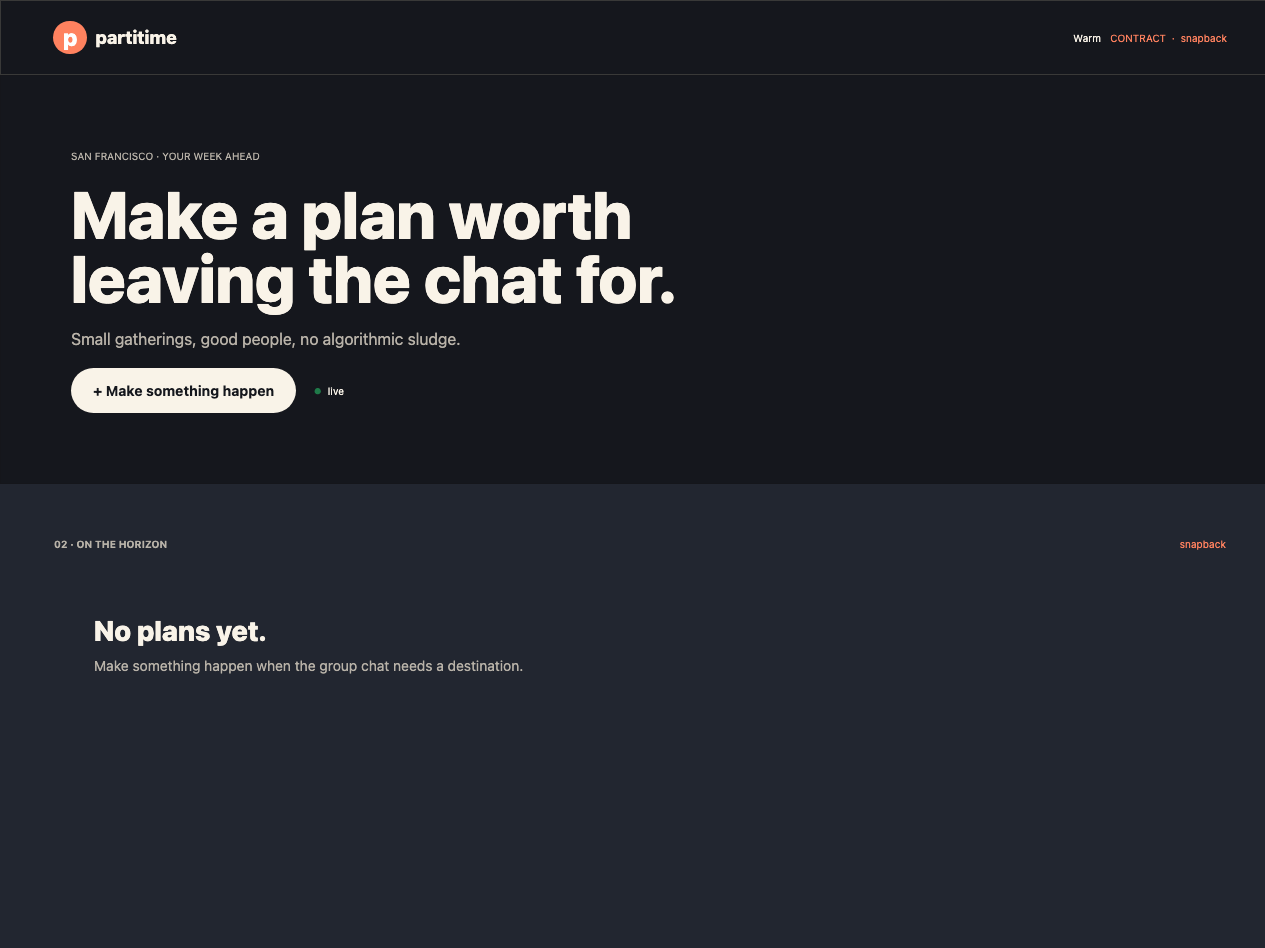 p partitime
Warm CONTRACT · snapback
SAN FRANCISCO · YOUR WEEK AHEAD
Make a plan worth
leaving the chat for.
Small gatherings, good people, no algorithmic sludge.
+ Make something happen
live
02 · ON THE HORIZON
snapback
No plans yet.
Make something happen when the group chat needs a destination.